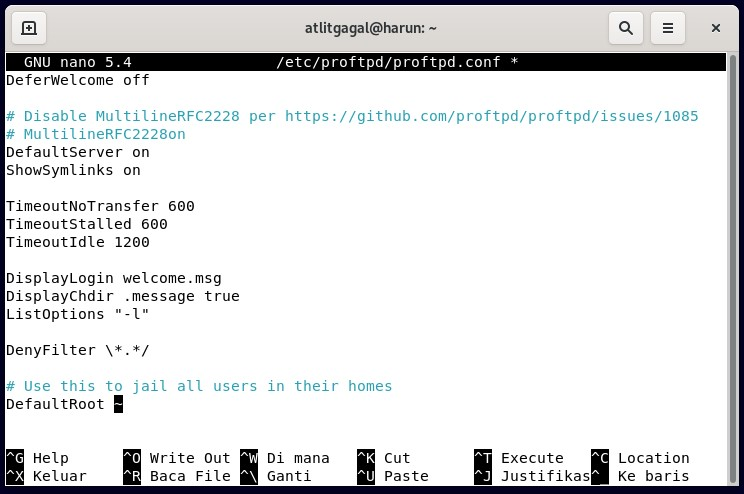 atlitgagal@harun: ~
GNU nano 5.4 /etc/proftpd/proftpd.conf *
DeferWelcome off
# Disable MultilineRFC2228 per https://github.com/proftpd/proftpd/issues/1085
# MultilineRFC2228on
DefaultServer on
ShowSymlinks on
TimeoutNoTransfer 600
TimeoutStalled 600
TimeoutIdle 1200
DisplayLogin welcome.msg
DisplayChdir .message true
ListOptions "-l"
DenyFilter \*.*/
# Use this to jail all users in their homes
DefaultRoot ~
^G Help ^O Write Out ^W Di mana ^K Cut ^T Execute ^C Location
^X Keluar ^R Baca File ^\ Ganti ^U Paste ^J Justifikas ^_ Ke baris